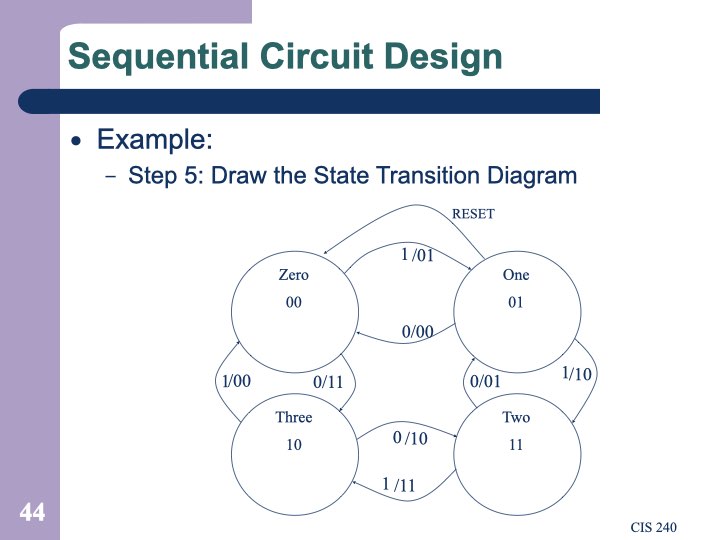 Sequential Circuit Design
• Example:
– Step 5: Draw the State Transition Diagram
RESET
1/01
Zero
00
One
01
0/00
1/00
0/11
0/01
1/10
Three
10
Two
11
0/10
1/11
44
CIS 240